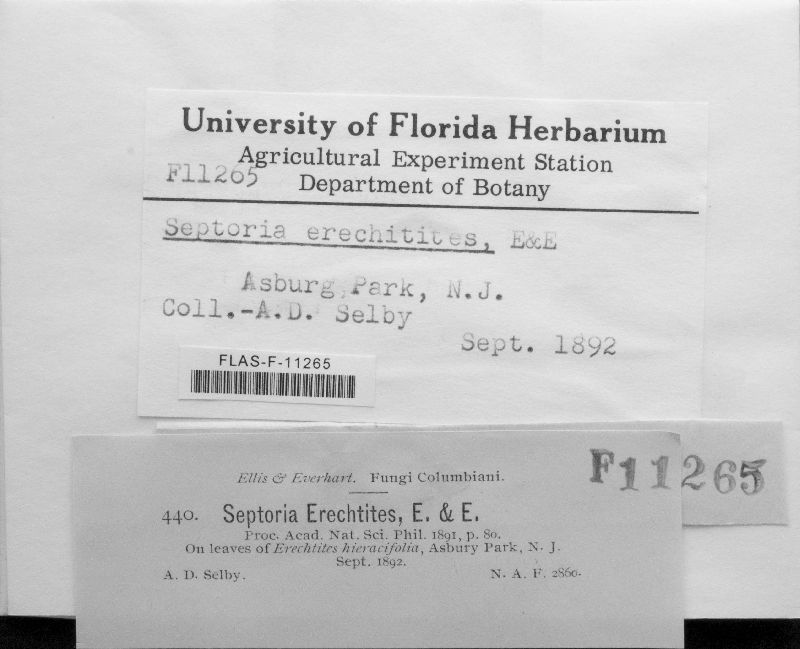 University of Florida Herbarium
Agricultural Experiment Station
F11265
Department of Botany
Septoria erechitites, E&E
Asburg Park, N.J.
Coll.-A.D. Selby
Sept. 1892
FLAS-F-11265
F11265
Ellis & Everhart. Fungi Columbiani.
440. Septoria Erechtites, E. & E.
Proc. Acad. Nat. Sci. Phil. 1891, p. 80.
On leaves of Erechtites hieracifolia, Asbury Park, N. J.
Sept. 1892.
A. D. Selby. N. A. F. 2860.